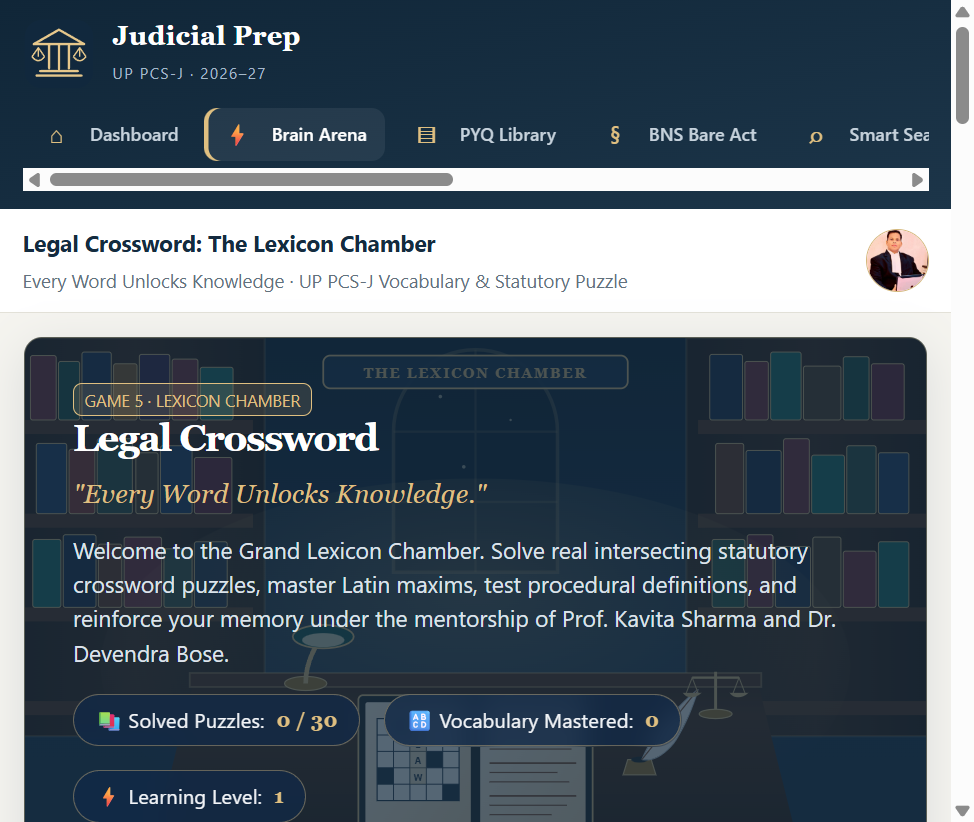 Judicial Prep
UP PCS-J · 2026–27
Dashboard
Brain Arena
PYQ Library
§ BNS Bare Act
Smart Sea
Legal Crossword: The Lexicon Chamber
Every Word Unlocks Knowledge · UP PCS-J Vocabulary & Statutory Puzzle
THE LEXICON CHAMBER
GAME 5 · LEXICON CHAMBER
Legal Crossword
"Every Word Unlocks Knowledge."
Welcome to the Grand Lexicon Chamber. Solve real intersecting statutory
crossword puzzles, master Latin maxims, test procedural definitions, and
reinforce your memory under the mentorship of Prof. Kavita Sharma and Dr.
Devendra Bose.
Solved Puzzles: 0 / 30
ABCD Vocabulary Mastered: 0
A
W
Learning Level: 1